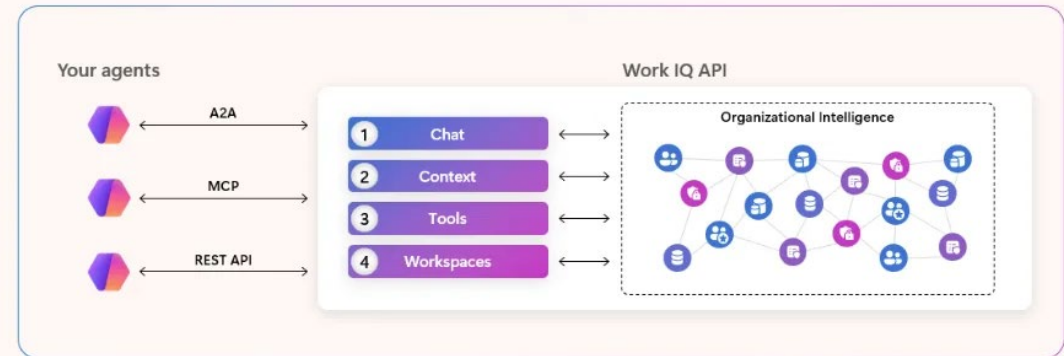 Your agents
Work IQ API
A2A
MCP
REST API
1 Chat
2 Context
3 Tools
4 Workspaces
Organizational Intelligence